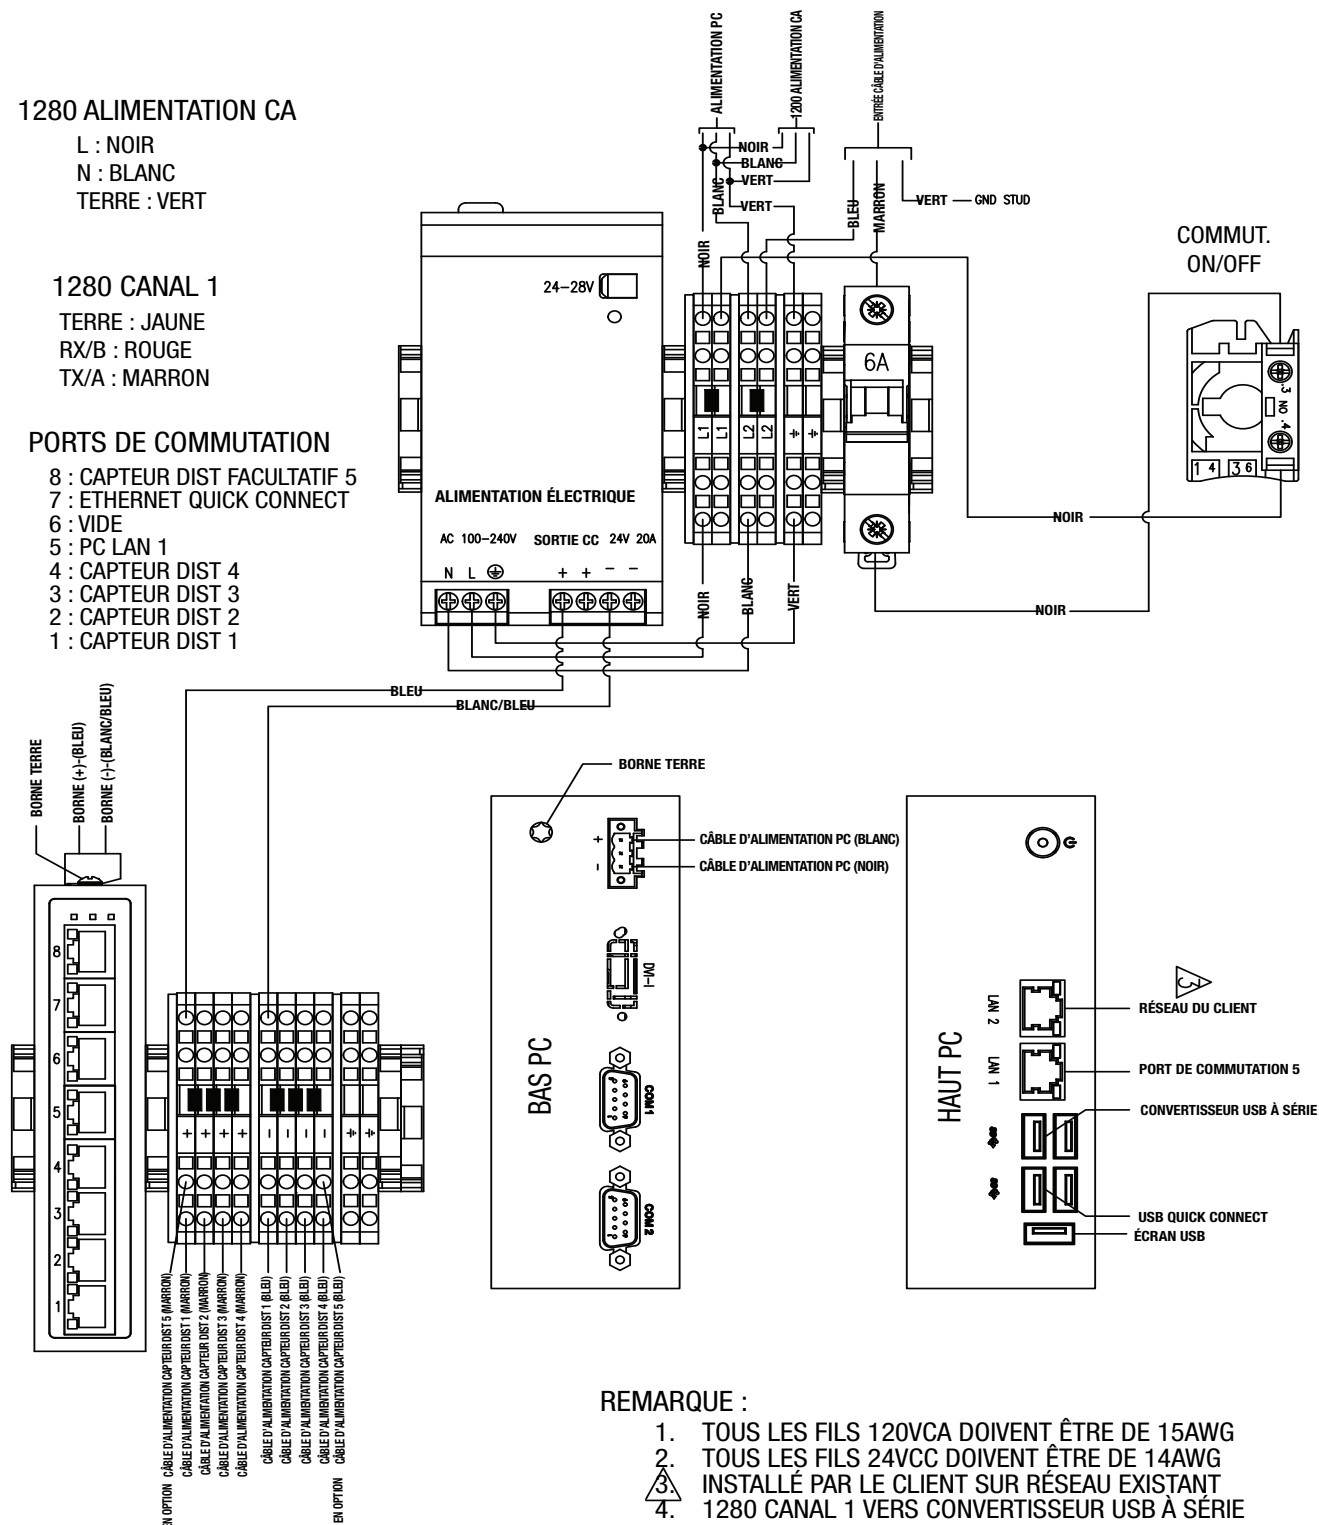 ALIMENTATION PC
1200 ALIMENTATION CA
ENTRÉE CÂBLE D'ALIMENTATION
1280 ALIMENTATION CA
L : NOIR
N : BLANC
TERRE : VERT
NOIR
BLANC
VERT
BLANC
VERT
NOIR
BLEU
MARRON
VERT
GND STUD
COMMUT.
ON/OFF
1280 CANAL 1
TERRE : JAUNE
RX/B : ROUGE
TX/A : MARRON
24-28V
6A
L1
L1
L2
L2
.3 NO .4
1 4
3 6
PORTS DE COMMUTATION
8 : CAPTEUR DIST FACULTATIF 5
7 : ETHERNET QUICK CONNECT
6 : VIDE
5 : PC LAN 1
4 : CAPTEUR DIST 4
3 : CAPTEUR DIST 3
2 : CAPTEUR DIST 2
1 : CAPTEUR DIST 1
ALIMENTATION ÉLECTRIQUE
AC 100-240V SORTIE CC 24V 20A
N L + + - -
NOIR
NOIR
NOIR
BLANC
VERT
BLEU
BLANC/BLEU
BORNE TERRE
BORNE (+)-(BLEU)
BORNE (-)-(BLANC/BLEU)
8
7
6
5
4
3
2
1
+ + + + - - - -
BORNE TERRE
+
-
CÂBLE D'ALIMENTATION PC (BLANC)
CÂBLE D'ALIMENTATION PC (NOIR)
DVI-I
BAS PC
COM 1
COM 2
HAUT PC
3
LAN 2
RÉSEAU DU CLIENT
LAN 1
PORT DE COMMUTATION 5
CONVERTISSEUR USB À SÉRIE
USB QUICK CONNECT
ÉCRAN USB
EN OPTION CÂBLE D'ALIMENTATION CAPTEUR DIST 5 (MARRON)
CÂBLE D'ALIMENTATION CAPTEUR DIST 1 (MARRON)
CÂBLE D'ALIMENTATION CAPTEUR DIST 2 (MARRON)
CÂBLE D'ALIMENTATION CAPTEUR DIST 3 (MARRON)
CÂBLE D'ALIMENTATION CAPTEUR DIST 4 (MARRON)
CÂBLE D'ALIMENTATION CAPTEUR DIST 1 (BLEU)
CÂBLE D'ALIMENTATION CAPTEUR DIST 2 (BLEU)
CÂBLE D'ALIMENTATION CAPTEUR DIST 3 (BLEU)
CÂBLE D'ALIMENTATION CAPTEUR DIST 4 (BLEU)
EN OPTION CÂBLE D'ALIMENTATION CAPTEUR DIST 5 (BLEU)
REMARQUE :
1. TOUS LES FILS 120VCA DOIVENT ÊTRE DE 15AWG
2. TOUS LES FILS 24VCC DOIVENT ÊTRE DE 14AWG
3. INSTALLÉ PAR LE CLIENT SUR RÉSEAU EXISTANT
4. 1280 CANAL 1 VERS CONVERTISSEUR USB À SÉRIE